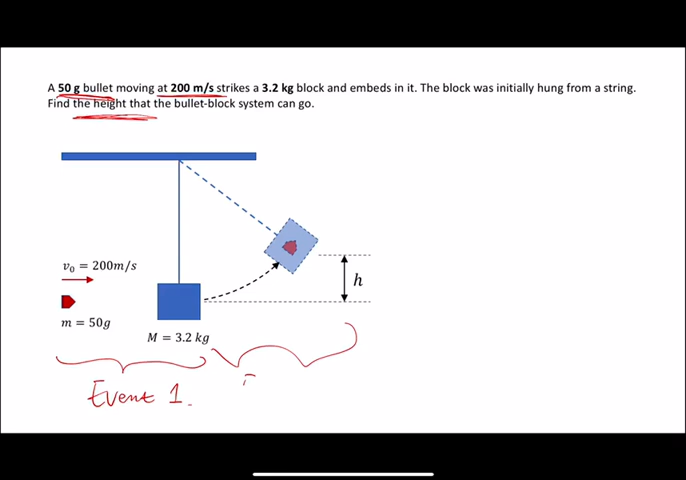 A 50 g bullet moving at 200 m/s strikes a 3.2 kg block and embeds in it. The block was initially hung from a string.
Find the height that the bullet-block system can go.
v₀ = 200m/s
h
m = 50g
M = 3.2 kg
Event 1.